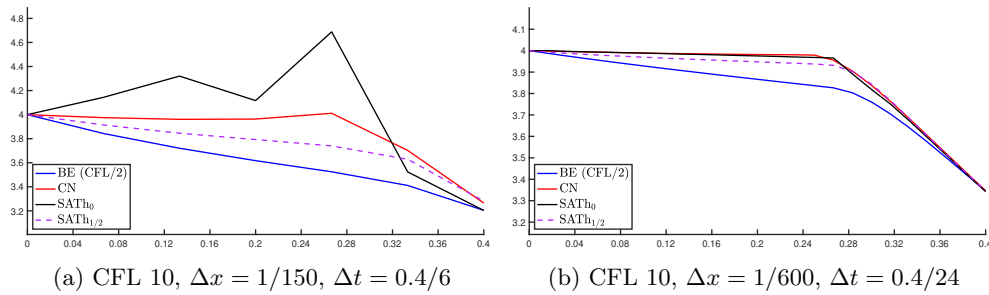 4.8
4.6
4.4
4.2
4
3.8
3.6
3.4
3.2
BE (CFL/2)
CN
SATh₀
SATh₁/₂
0 0.04 0.08 0.12 0.16 0.2 0.24 0.28 0.32 0.36 0.4
(a) CFL 10, Δx = 1/150, Δt = 0.4/6
4.1
4
3.9
3.8
3.7
3.6
3.5
3.4
3.3
3.2
BE (CFL/2)
CN
SATh₀
SATh₁/₂
0 0.04 0.08 0.12 0.16 0.2 0.24 0.28 0.32 0.36 0.4
(b) CFL 10, Δx = 1/600, Δt = 0.4/24